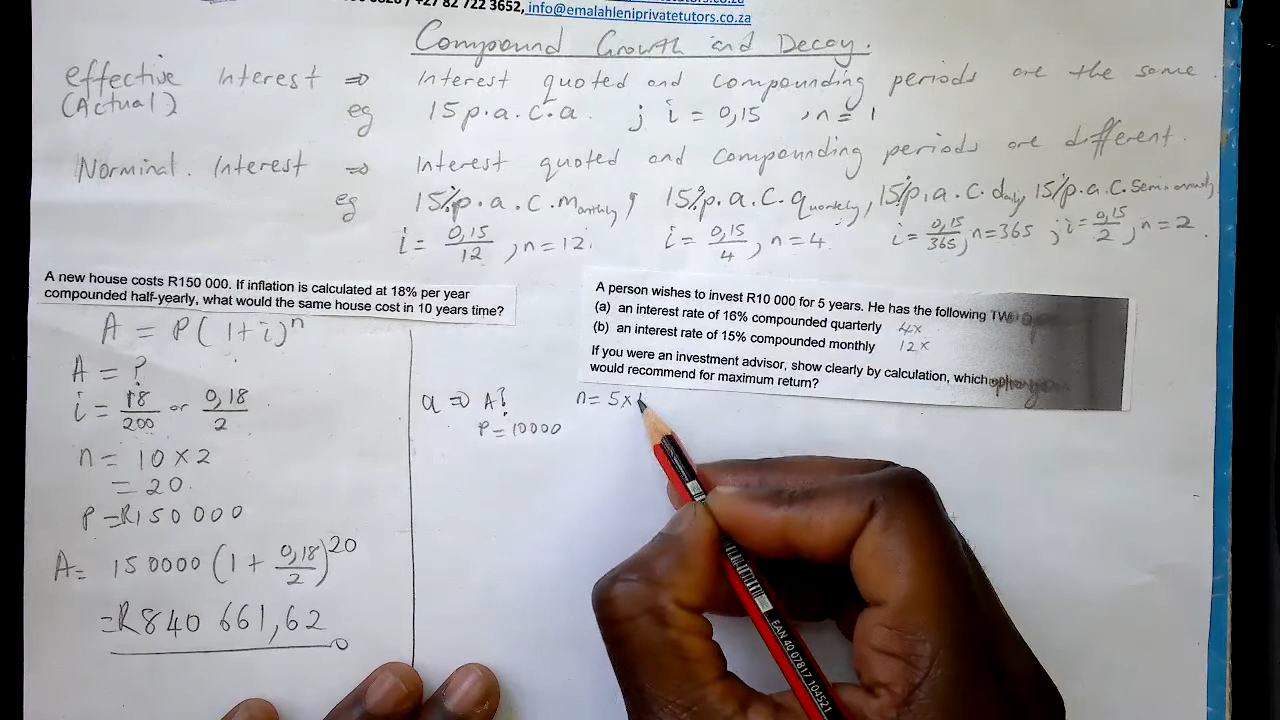 +27 82 722 3652, info@emalahleniprivatetutors.co.za
Compound Growth and Decay.
effective Interest ⇒ Interest quoted and compounding periods are the same.
(Actual) eg 15 p.a.c.a. ; i = 0,15 , n = 1
Norminal. Interest ⇒ Interest quoted and compounding periods are different.
eg 15% p.a.c. monthly, 15% p.a.c. quarterly, 15% p.a.c. daily, 15% p.a.c. semi-annually
i = 0,15/12 , n = 12. i = 0,15/4 , n = 4 i = 0,15/365, n = 365 ; i = 0,15/2 , n = 2.
A new house costs R150 000. If inflation is calculated at 18% per year
compounded half-yearly, what would the same house cost in 10 years time?
A = P(1+i)^n
A = ?
i = 18/200 or 0,18/2
n = 10 × 2
= 20.
P = R150 000
A = 150000 (1 + 0,18/2)^20
= R840 661,62
A person wishes to invest R10 000 for 5 years. He has the following
(a) an interest rate of 16% compounded quarterly 4×
(b) an interest rate of 15% compounded monthly 12×
If you were an investment advisor, show clearly by calculation, which
would recommend for maximum return?
a ⇒ A? n = 5×
P = 10000
EAN 40 07817 104521